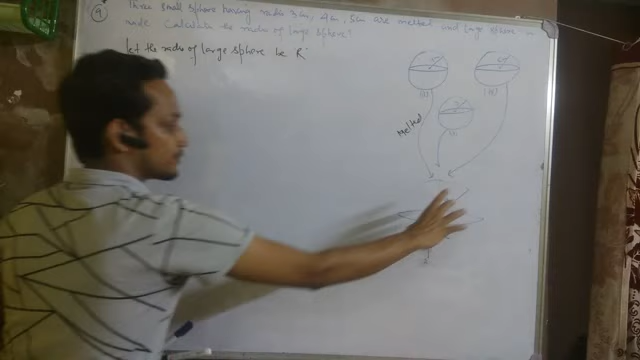 Three small sphere having radius 3cm, 4cm, 5cm are melted and large sphere is
made. Calculate the radius of large sphere?
Let the radius of large sphere be R
Melted